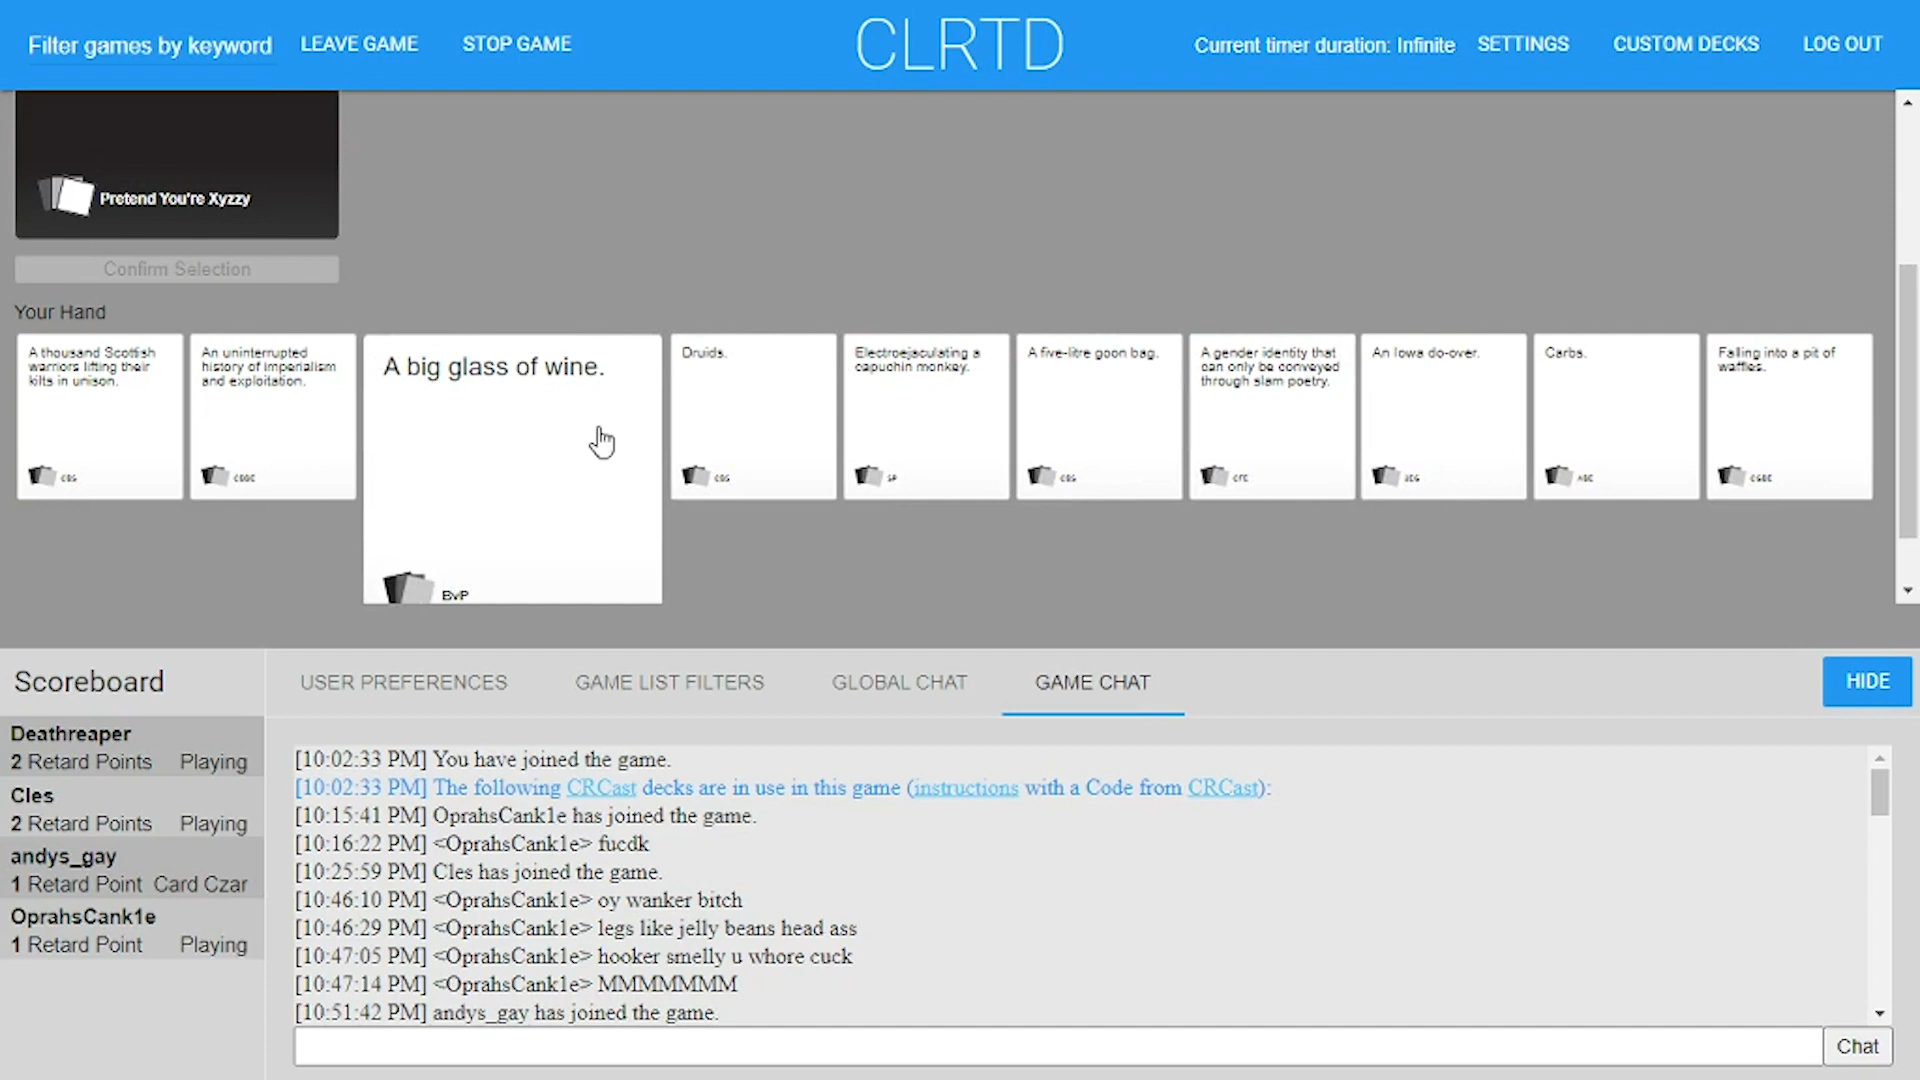 Filter games by keyword LEAVE GAME STOP GAME CLRTD Current timer duration: Infinite SETTINGS CUSTOM DECKS LOG OUT
Pretend You're Xyzzy
Confirm Selection
Your Hand
A thousand Scottish
warriors lifting their
kilts in unison.
An uninterrupted
history of imperialism
and exploitation.
A big glass of wine.
BvP
Druids.
Electroejaculating a
capuchin monkey.
SP
A five-litre goon bag.
A gender identity that
can only be conveyed
through slam poetry.
An Iowa do-over.
Carbs.
Falling into a pit of
waffles.
Scoreboard
Deathreaper
2 Retard Points Playing
Cles
2 Retard Points Playing
andys_gay
1 Retard Point Card Czar
OprahsCank1e
1 Retard Point Playing
USER PREFERENCES GAME LIST FILTERS GLOBAL CHAT GAME CHAT HIDE
[10:02:33 PM] You have joined the game.
[10:02:33 PM] The following CRCast decks are in use in this game (instructions with a Code from CRCast):
[10:15:41 PM] OprahsCank1e has joined the game.
[10:16:22 PM] <OprahsCank1e> fucdk
[10:25:59 PM] Cles has joined the game.
[10:46:10 PM] <OprahsCank1e> oy wanker bitch
[10:46:29 PM] <OprahsCank1e> legs like jelly beans head ass
[10:47:05 PM] <OprahsCank1e> hooker smelly u whore cuck
[10:47:14 PM] <OprahsCank1e> MMMMMMM
[10:51:42 PM] andys_gay has joined the game.
Chat